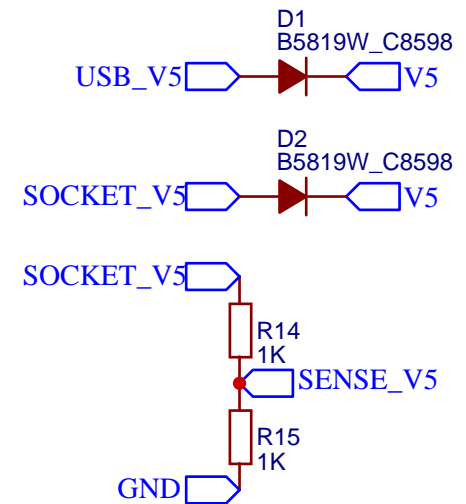 D1
B5819W_C8598
USB_V5
V5
D2
B5819W_C8598
SOCKET_V5
V5
SOCKET_V5
R14
1K
SENSE_V5
R15
1K
GND